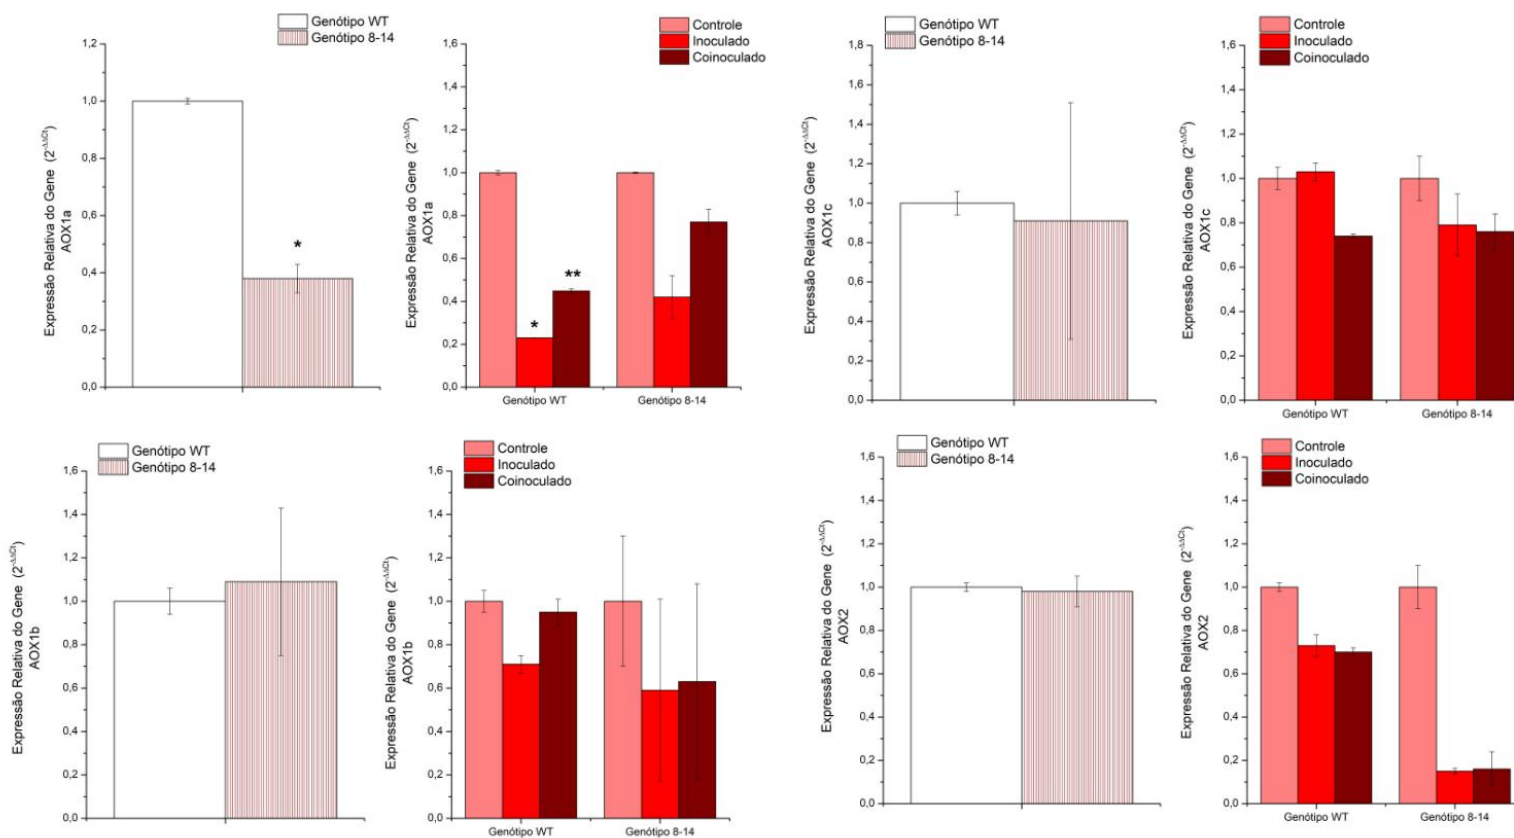 Genótipo WT
Genótipo 8-14
1,2
1,0
0,8
0,6
0,4
0,2
0,0
Expressão Relativa do Gene (2^-ΔΔCt)
AOX1a
*
Controle
Inoculado
Coinoculado
1,6
1,4
1,2
1,0
0,8
0,6
0,4
0,2
0,0
Expressão Relativa do Gene (2^-ΔΔCt)
AOX1a
*
**
Genótipo WT
Genótipo 8-14
Genótipo WT
Genótipo 8-14
1,8
1,6
1,4
1,2
1,0
0,8
0,6
0,4
0,2
0,0
Expressão Relativa do Gene (2^-ΔΔCt)
AOX1c
Controle
Inoculado
Coinoculado
1,6
1,4
1,2
1,0
0,8
0,6
0,4
0,2
0,0
Expressão Relativa do Gene (2^-ΔΔCt)
AOX1c
Genótipo WT
Genótipo 8-14
Genótipo WT
Genótipo 8-14
1,6
1,4
1,2
1,0
0,8
0,6
0,4
0,2
0,0
Expressão Relativa do Gene (2^-ΔΔCt)
AOX1b
Controle
Inoculado
Coinoculado
1,6
1,4
1,2
1,0
0,8
0,6
0,4
0,2
0,0
Expressão Relativa do Gene (2^-ΔΔCt)
AOX1b
Genótipo WT
Genótipo 8-14
Genótipo WT
Genótipo 8-14
1,6
1,4
1,2
1,0
0,8
0,6
0,4
0,2
0,0
Expressão Relativa do Gene (2^-ΔΔCt)
AOX2
Controle
Inoculado
Coinoculado
1,6
1,4
1,2
1,0
0,8
0,6
0,4
0,2
0,0
Expressão Relativa do Gene (2^-ΔΔCt)
AOX2
Genótipo WT
Genótipo 8-14